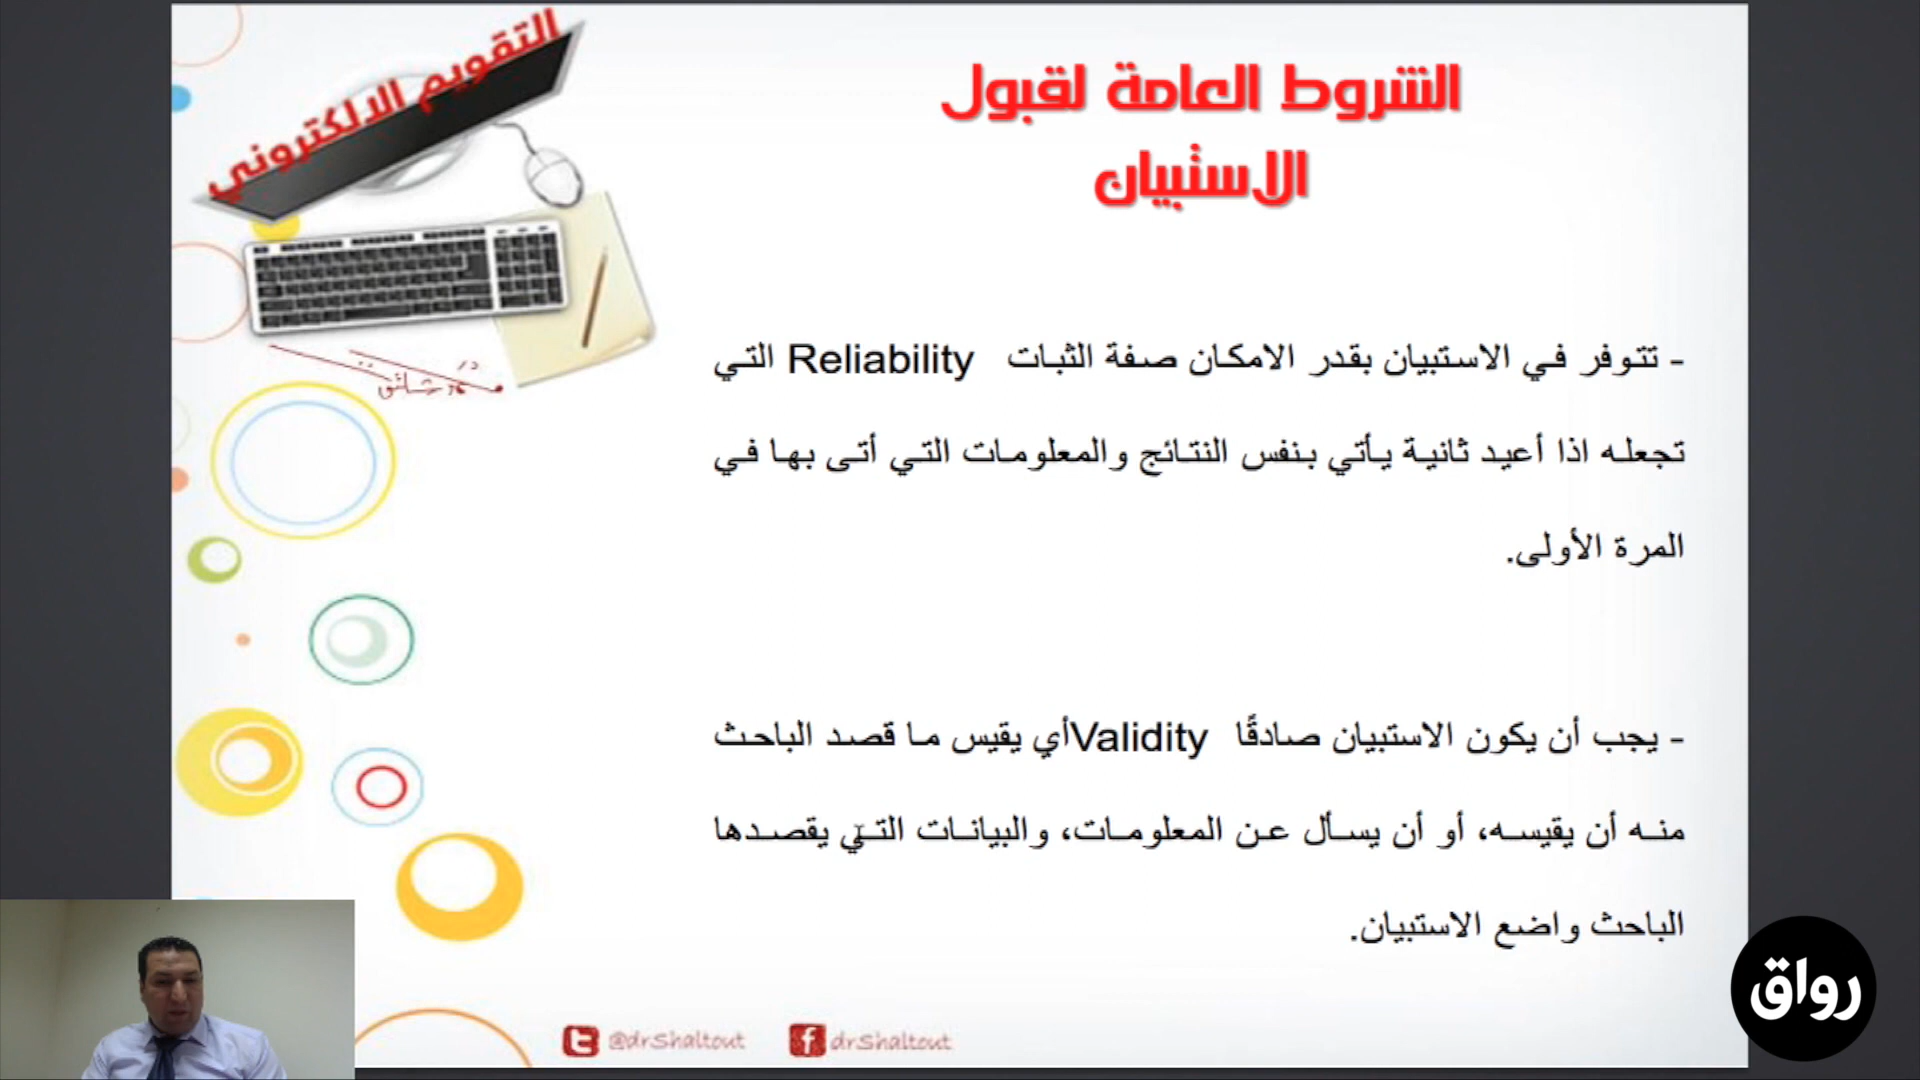 التقويم الالكتروني
الشروط العامة لقبول
الاستبيان
- تتوفر في الاستبيان بقدر الامكان صفة الثبات Reliability التي
تجعله اذا أعيد ثانية يأتي بنفس النتائج والمعلومات التي أتى بها في
المرة الأولى.
- يجب أن يكون الاستبيان صادقًا Validityأي يقيس ما قصد الباحث
منه أن يقيسه، أو أن يسأل عن المعلومات، والبيانات التي يقصدها
الباحث واضع الاستبيان.
@drShaltout
drShaltout
رواق